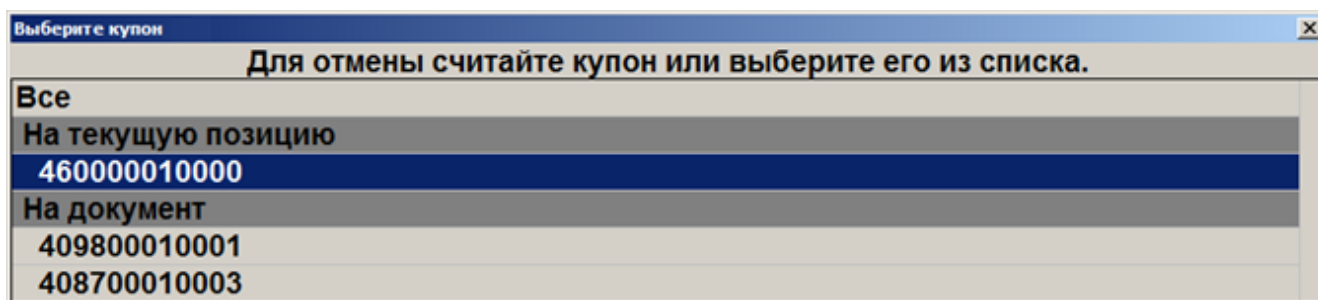 Выберите купон
Для отмены считайте купон или выберите его из списка.
Все
На текущую позицию
460000010000
На документ
409800010001
408700010003